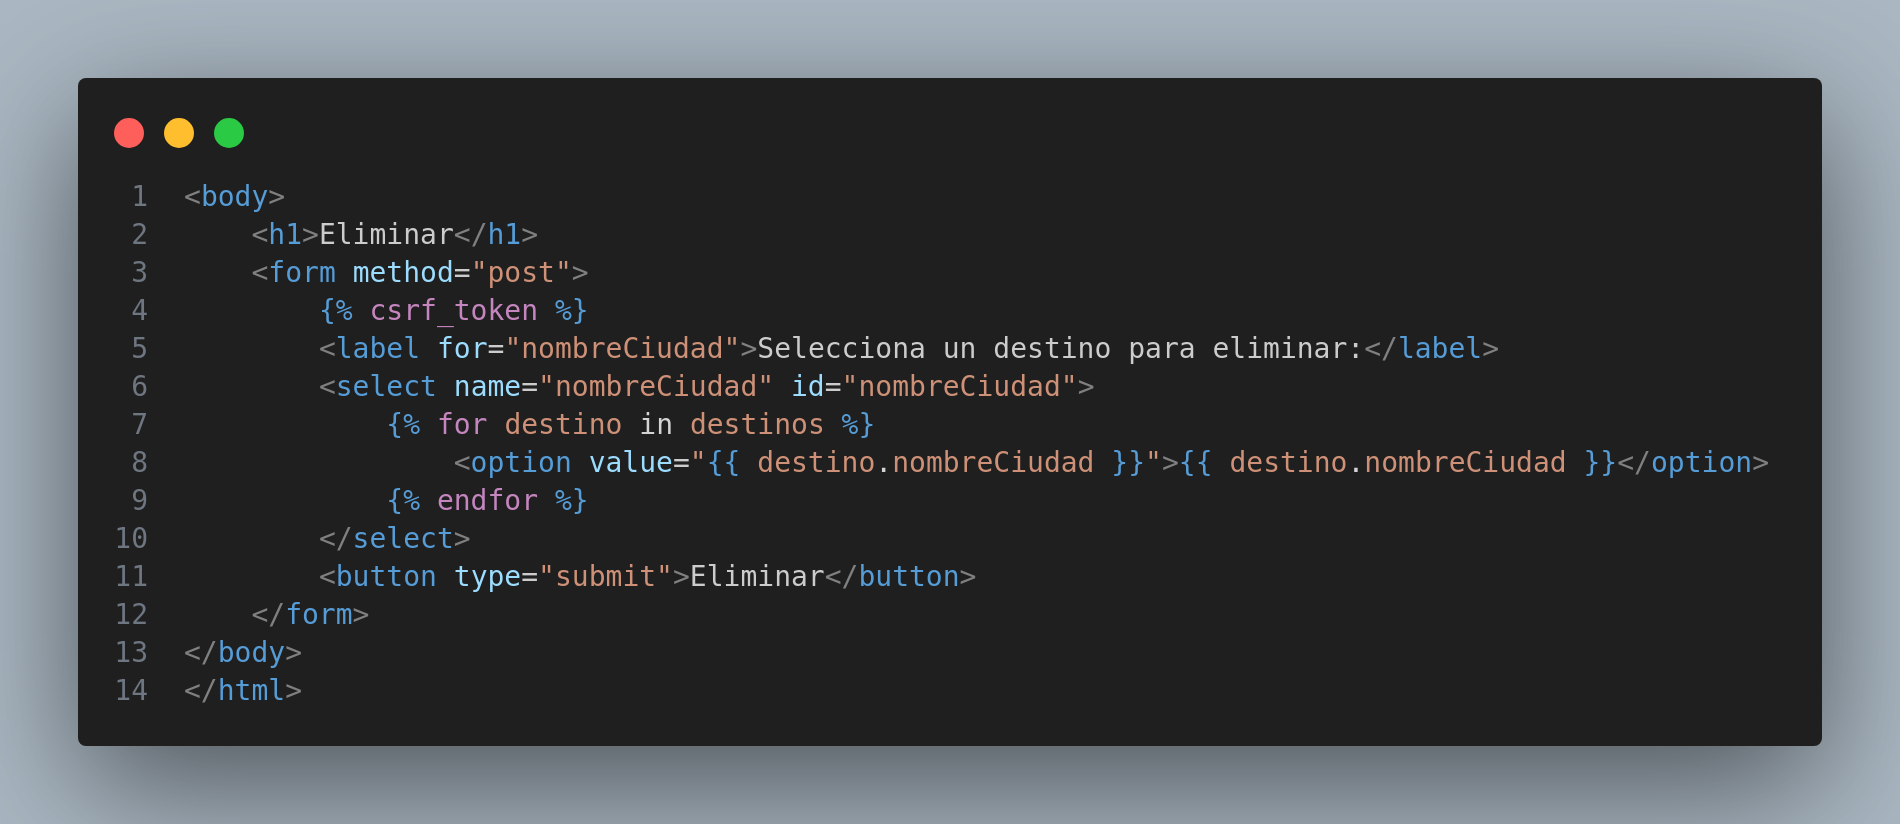 1 <body>
2     <h1>Eliminar</h1>
3     <form method="post">
4         {% csrf_token %}
5         <label for="nombreCiudad">Selecciona un destino para eliminar:</label>
6         <select name="nombreCiudad" id="nombreCiudad">
7             {% for destino in destinos %}
8                 <option value="{{ destino.nombreCiudad }}">{{ destino.nombreCiudad }}</option>
9             {% endfor %}
10         </select>
11         <button type="submit">Eliminar</button>
12     </form>
13 </body>
14 </html>